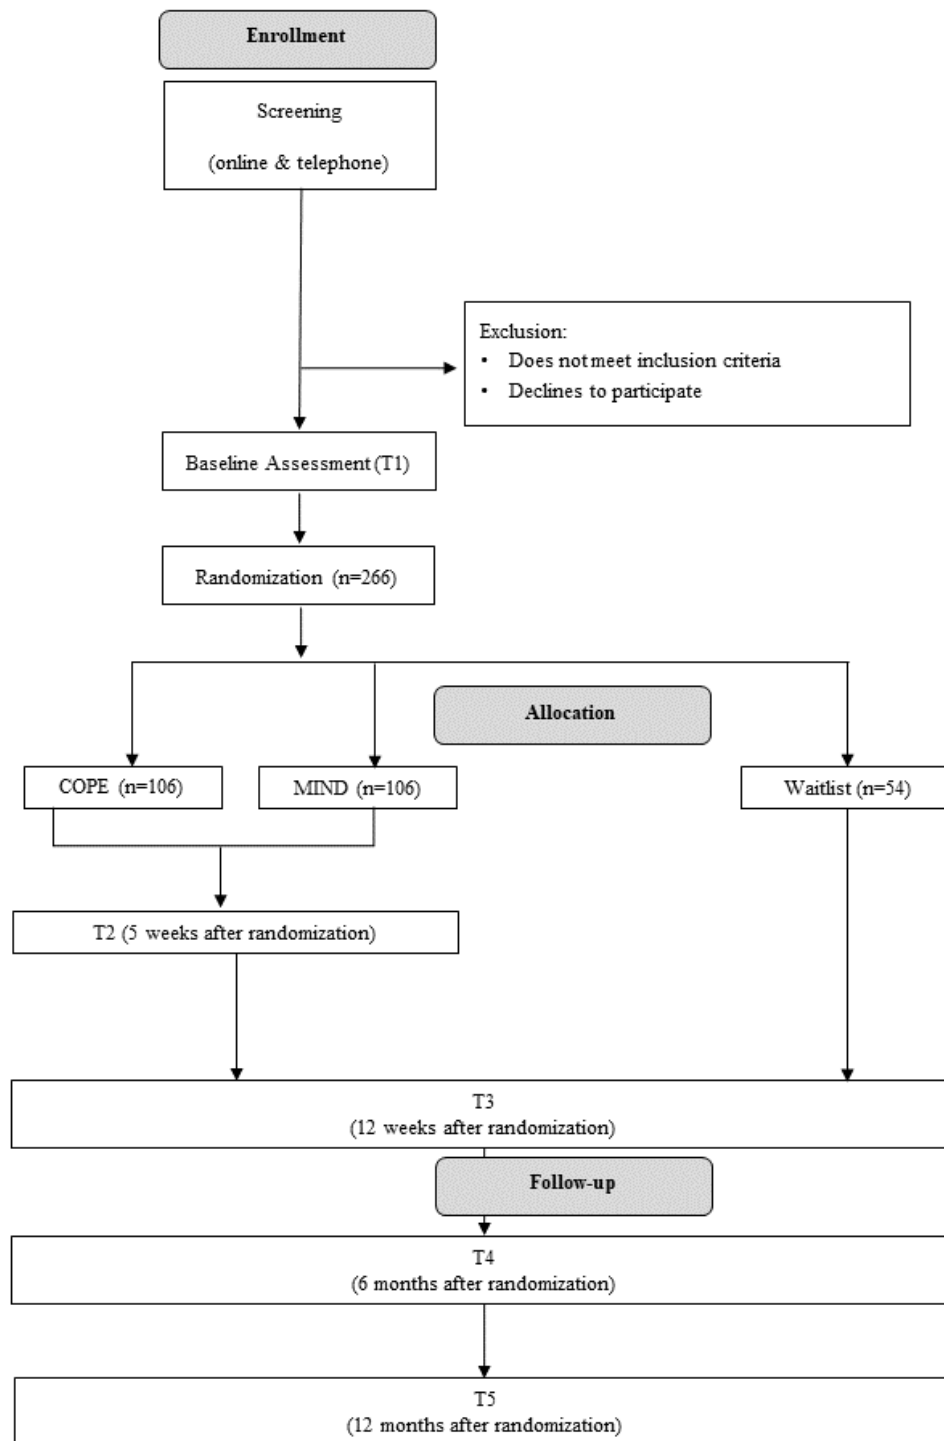 Enrollment
Screening
(online & telephone)
Exclusion:
• Does not meet inclusion criteria
• Declines to participate
Baseline Assessment (T1)
Randomization (n=266)
Allocation
COPE (n=106)
MIND (n=106)
Waitlist (n=54)
T2 (5 weeks after randomization)
T3
(12 weeks after randomization)
Follow-up
T4
(6 months after randomization)
T5
(12 months after randomization)